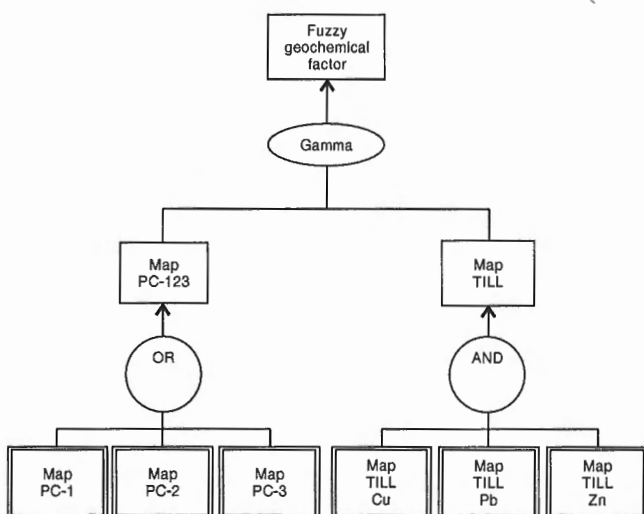 Fuzzy
geochemical
factor
Gamma
Map
PC-123
Map
TILL
OR
AND
Map
PC-1
Map
PC-2
Map
PC-3
Map
TILL
Cu
Map
TILL
Pb
Map
TILL
Zn